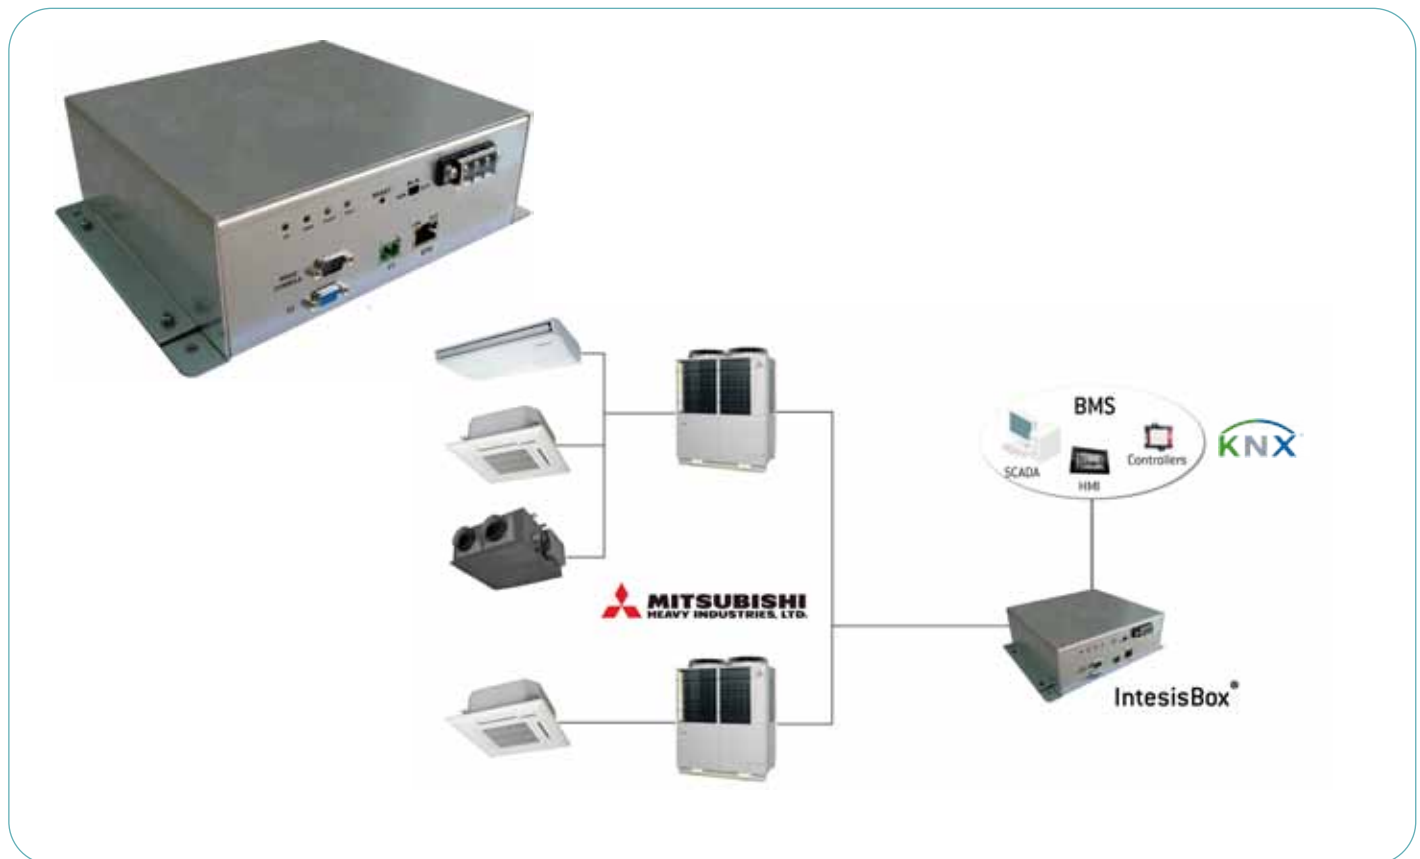 BMS
SCADA
HMI
Controllers
KNX
MITSUBISHI
HEAVY INDUSTRIES, LTD.
IntesisBox®